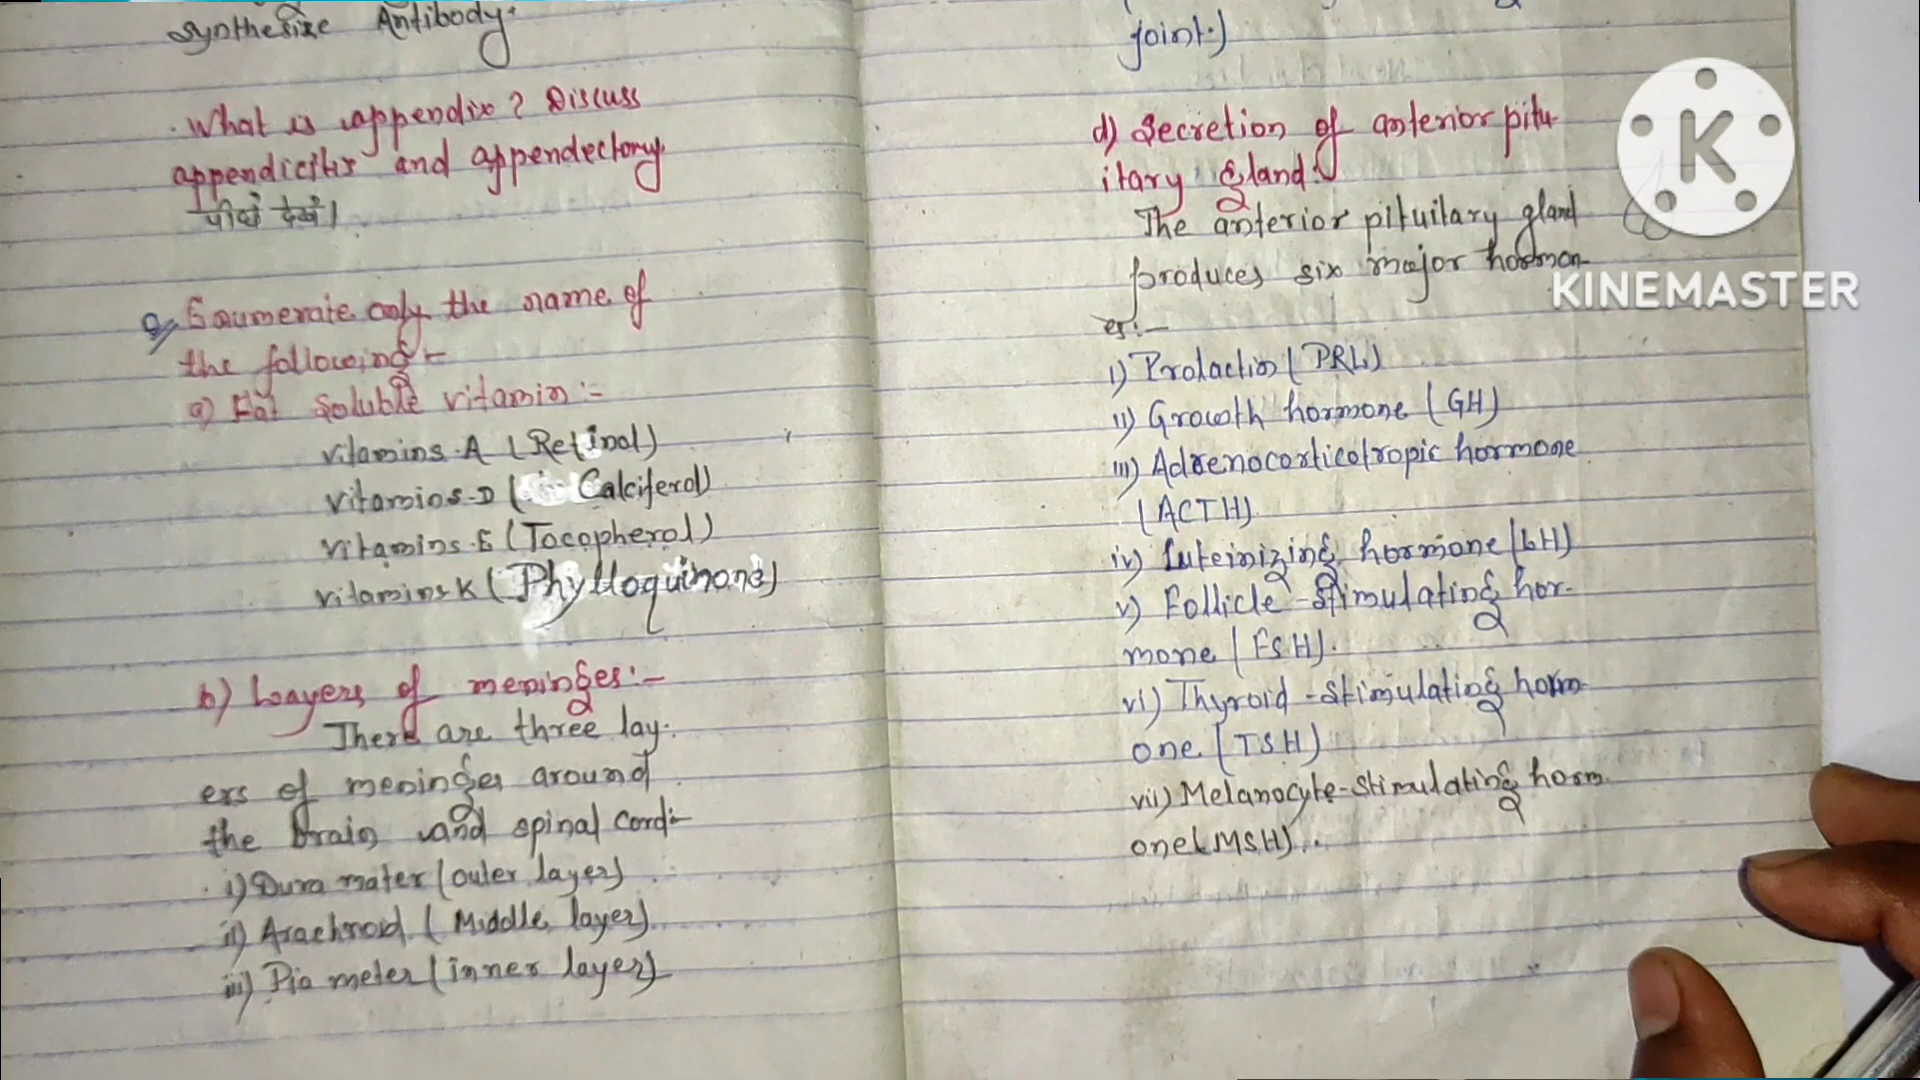 synthesize Antibody.
What is appendix? Discuss
appendicitis and appendectomy.
पीछे देखें।
Q, Enumerate only the name of
the following:-
a) Fat soluble vitamin :-
vitamins.A (Retinol)
vitamins.D (Calciferol)
vitamins.E (Tocopherol)
vitamins K (Phylloquinone)
b) Layers of meninges:-
There are three lay-
ers of meninges around
the brain and spinal cord:-
i) Dura mater (outer layer)
ii) Arachnoid (Middle layer)
iii) Pia meter (inner layer)
joint.)
d) Secretion of anterior pitu-
itary gland:
The anterior pituitary gland
produces six major hormon-
es:-
i) Prolactin (PRL)
ii) Growth hormone (GH)
iii) Adrenocorticotropic hormone
(ACTH)
iv) Luteinizing hormone (LH)
v) Follicle-Stimulating hor-
mone (FSH).
vi) Thyroid-Stimulating horm-
one (TSH)
vii) Melanocyte-Stimulating horm-
one (MSH)..
K
KINEMASTER